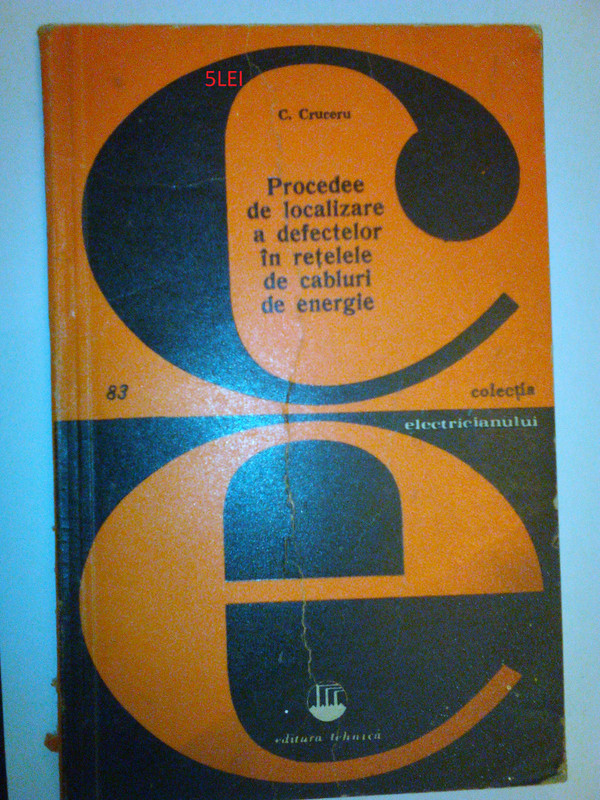 5LEI
C. Cruceru
Procedee
de localizare
a defectelor
în rețelele
de cabluri
de energie
83
colecția
electricianului
editura tehnică